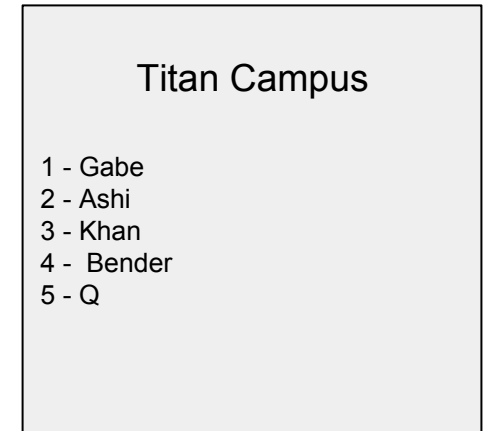 Titan Campus
1 - Gabe
2 - Ashi
3 - Khan
4 -  Bender
5 - Q